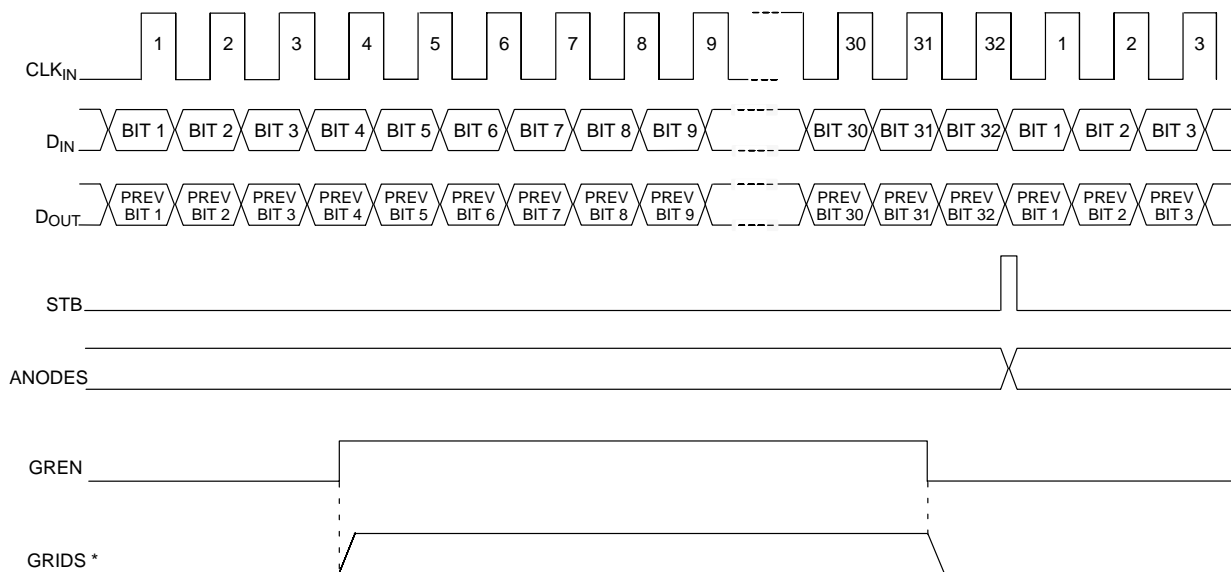 1 2 3 4 5 6 7 8 9 30 31 32 1 2 3
CLKIN
DIN BIT 1 BIT 2 BIT 3 BIT 4 BIT 5 BIT 6 BIT 7 BIT 8 BIT 9 BIT 30 BIT 31 BIT 32 BIT 1 BIT 2 BIT 3
PREV PREV PREV PREV PREV PREV PREV PREV PREV PREV PREV PREV PREV PREV PREV
DOUT BIT 1 BIT 2 BIT 3 BIT 4 BIT 5 BIT 6 BIT 7 BIT 8 BIT 9 BIT 30 BIT 31 BIT 32 BIT 1 BIT 2 BIT 3
STB
ANODES
GREN
GRIDS *